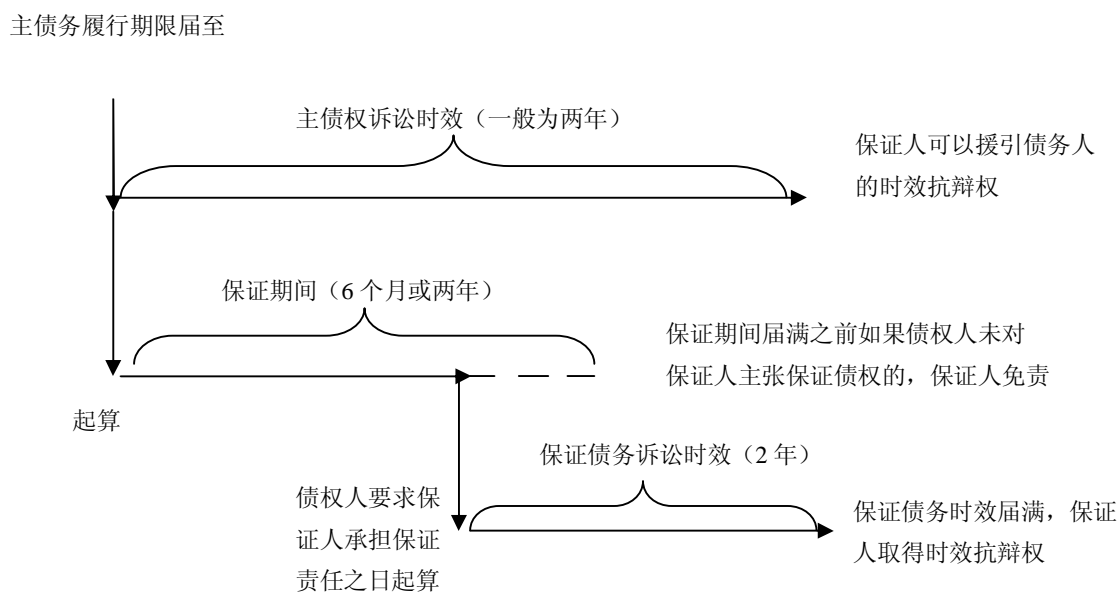 主债务履行期限届至
主债权诉讼时效（一般为两年）
保证人可以援引债务人
的时效抗辩权
保证期间（6 个月或两年）
保证期间届满之前如果债权人未对
保证人主张保证债权的，保证人免责
起算
保证债务诉讼时效（2 年）
债权人要求保
证人承担保证
责任之日起算
保证债务时效届满，保证
人取得时效抗辩权